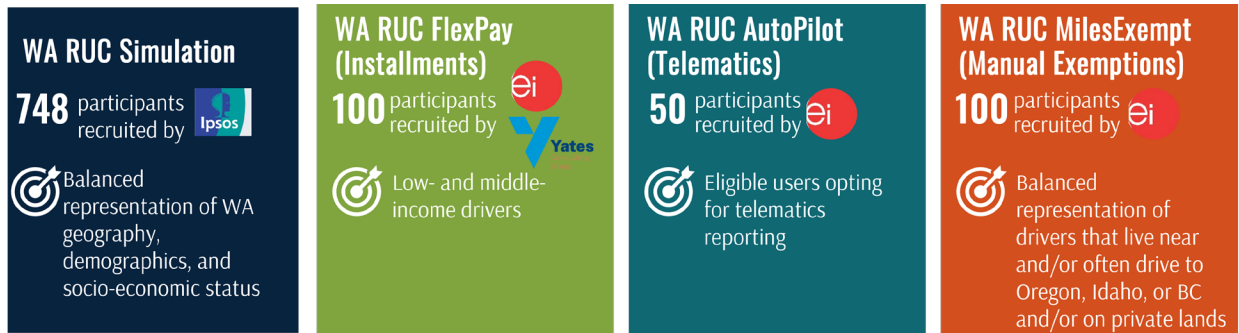 WA RUC Simulation
748 participants
recruited by
Ipsos
Balanced
representation of WA
geography,
demographics, and
socio-economic status
WA RUC FlexPay
(Installments)
100 participants
recruited by
ei
Yates
Low- and middle-
income drivers
WA RUC AutoPilot
(Telematics)
50 participants
recruited by
ei
Eligible users opting
for telematics
reporting
WA RUC MilesExempt
(Manual Exemptions)
100 participants
recruited by
ei
Balanced
representation of
drivers that live near
and/or often drive to
Oregon, Idaho, or BC
and/or on private lands